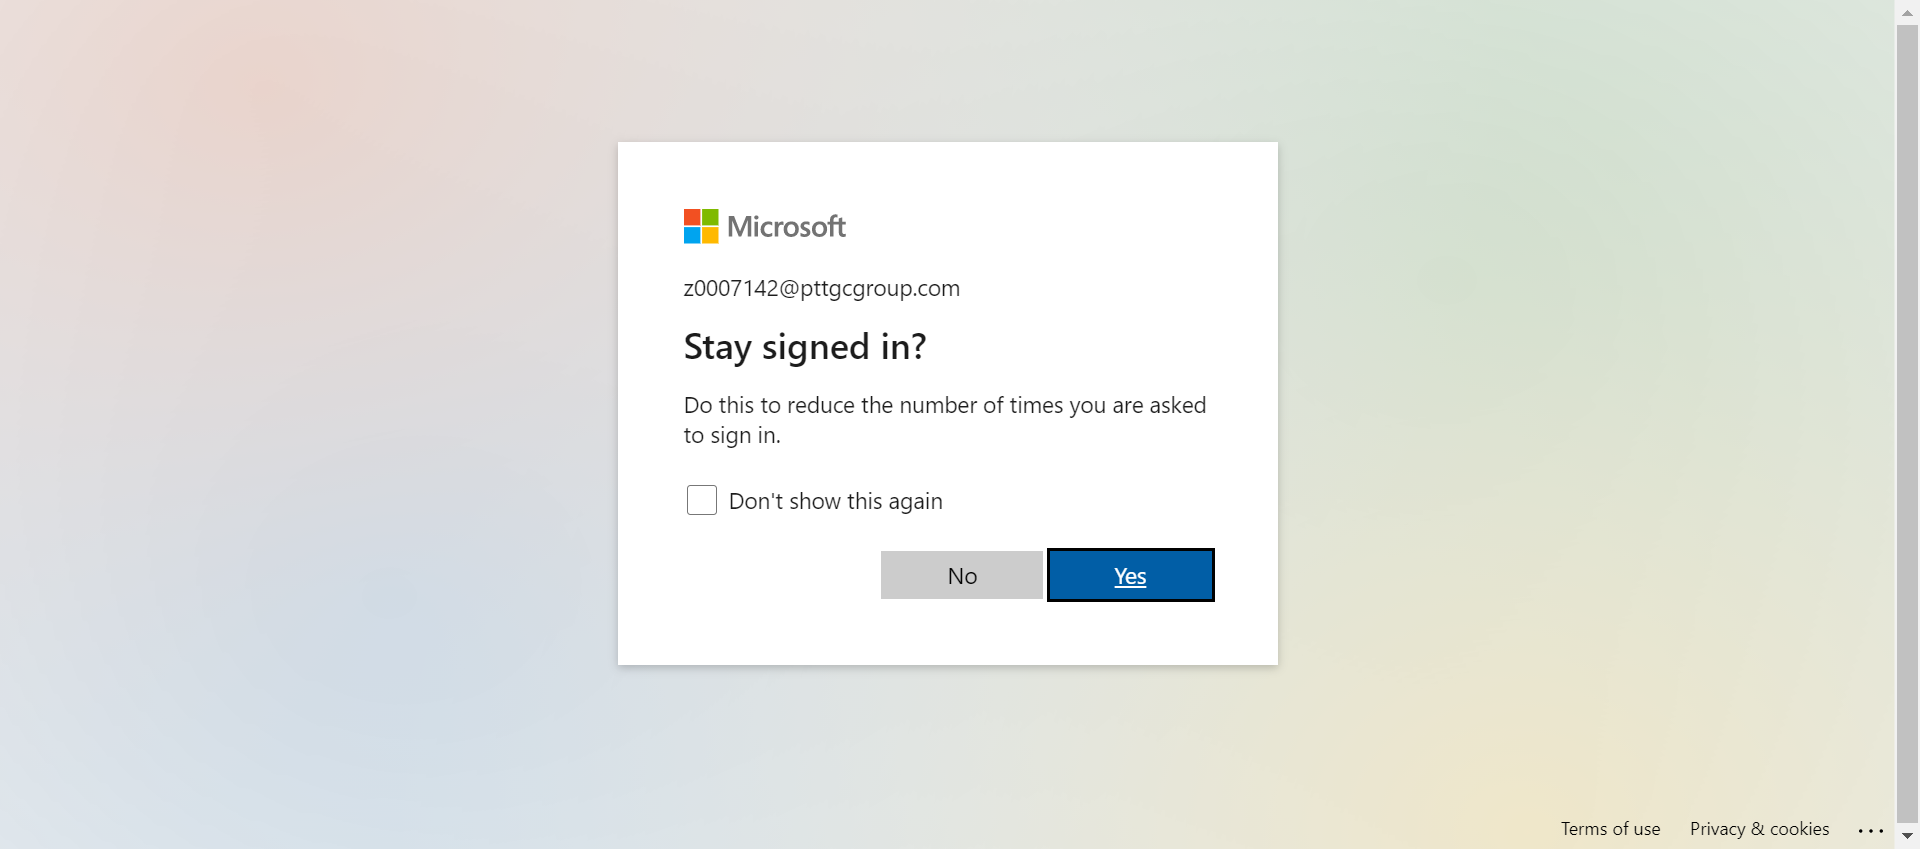 Microsoft
z0007142@pttgcgroup.com
Stay signed in?
Do this to reduce the number of times you are asked
to sign in.
Don't show this again
No
Yes
Terms of use
Privacy & cookies
...